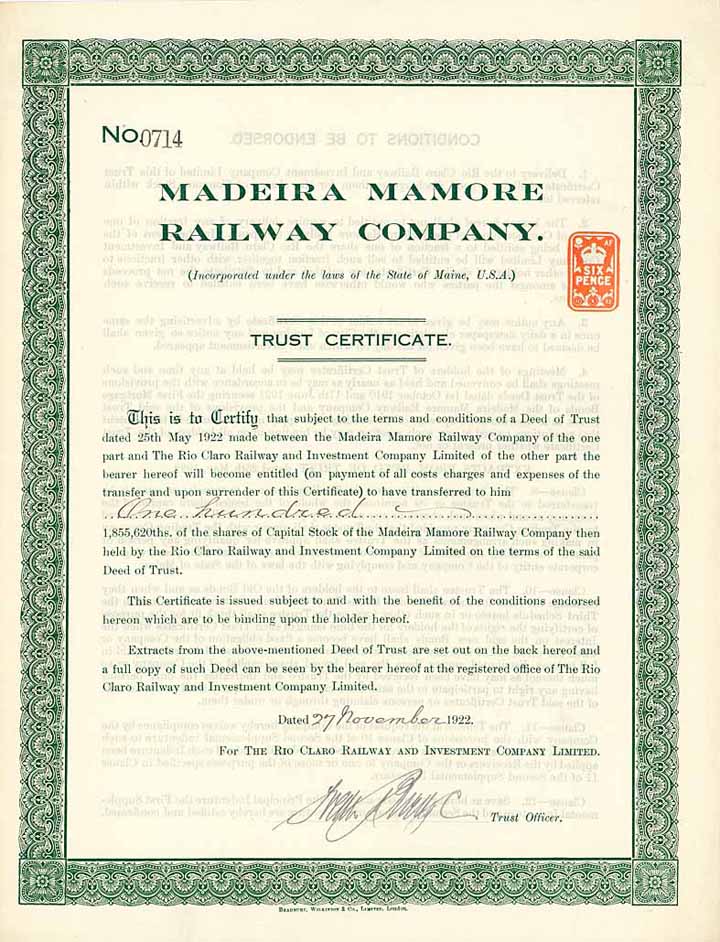 No. 0714
MADEIRA MAMORE
RAILWAY COMPANY.
(Incorporated under the laws of the State of Maine, U.S.A.)
AF
SIX
PENCE
TRUST CERTIFICATE.
This is to Certify that subject to the terms and conditions of a Deed of Trust
dated 25th May 1922 made between the Madeira Mamore Railway Company of the one
part and The Rio Claro Railway and Investment Company Limited of the other part the
bearer hereof will become entitled (on payment of all costs charges and expenses of the
transfer and upon surrender of this Certificate) to have transferred to him
One hundred
1,855,620ths. of the shares of Capital Stock of the Madeira Mamore Railway Company then
held by the Rio Claro Railway and Investment Company Limited on the terms of the said
Deed of Trust.
This Certificate is issued subject to and with the benefit of the conditions endorsed
hereon which are to be binding upon the holder hereof.
Extracts from the above-mentioned Deed of Trust are set out on the back hereof and
a full copy of such Deed can be seen by the bearer hereof at the registered office of The Rio
Claro Railway and Investment Company Limited.
Dated 27 November 1922.
For THE RIO CLARO RAILWAY AND INVESTMENT COMPANY LIMITED.
Trust Officer.
BRADBURY, WILKINSON & Co., LIMITED, LONDON.